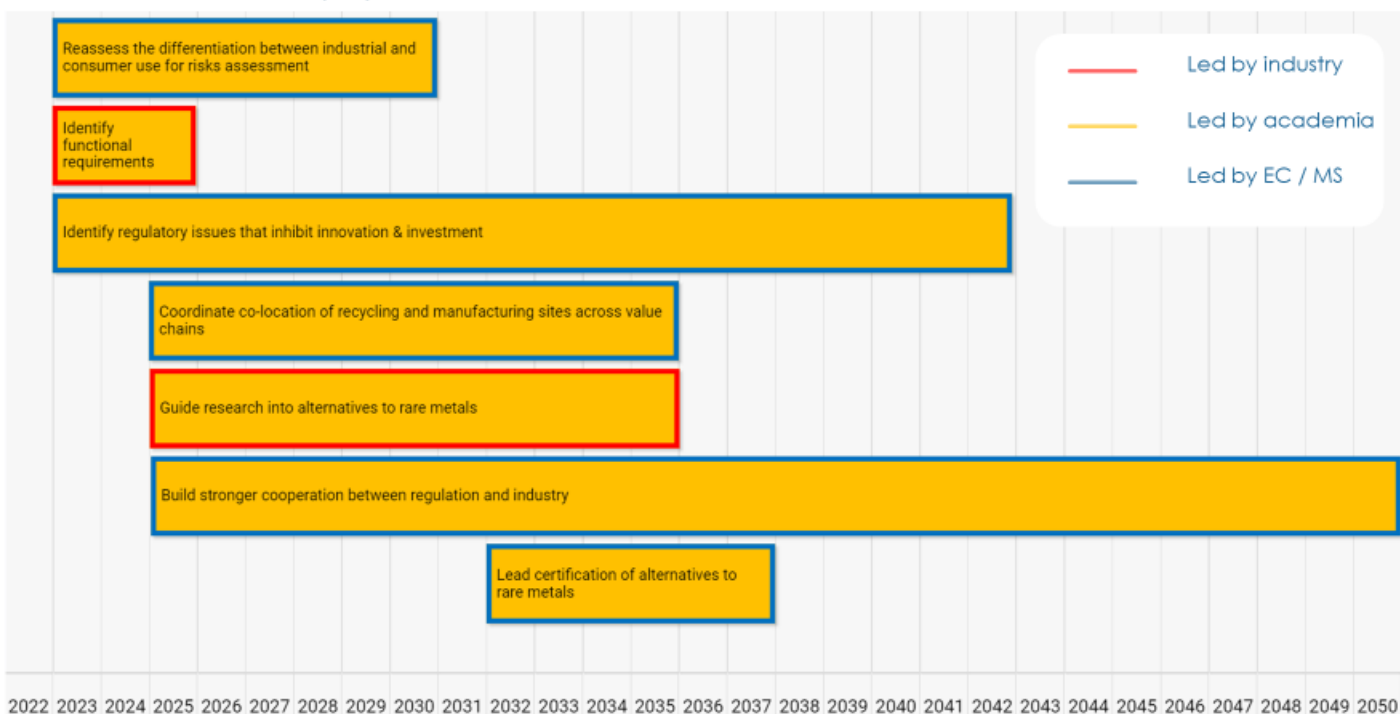 Reassess the differentiation between industrial and
consumer use for risks assessment
Led by industry
Led by academia
Led by EC / MS
Identify
functional
requirements
Identify regulatory issues that inhibit innovation & investment
Coordinate co-location of recycling and manufacturing sites across value
chains
Guide research into alternatives to rare metals
Build stronger cooperation between regulation and industry
Lead certification of alternatives to
rare metals
2022 2023 2024 2025 2026 2027 2028 2029 2030 2031 2032 2033 2034 2035 2036 2037 2038 2039 2040 2041 2042 2043 2044 2045 2046 2047 2048 2049 2050